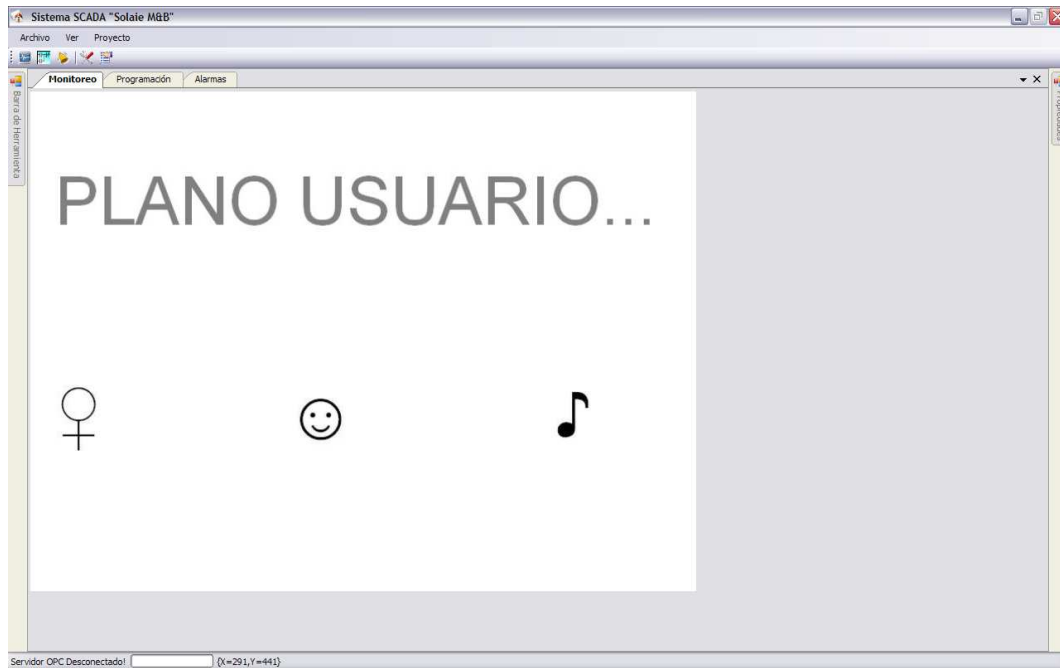 Sistema SCADA "Solaie M&B"
Archivo Ver Proyecto
Monitoreo Programación Alarmas
Barra de Herramienta
Propiedades
PLANO USUARIO...
♀ ☺ ♪
Servidor OPC Desconectado! {X=291,Y=441}